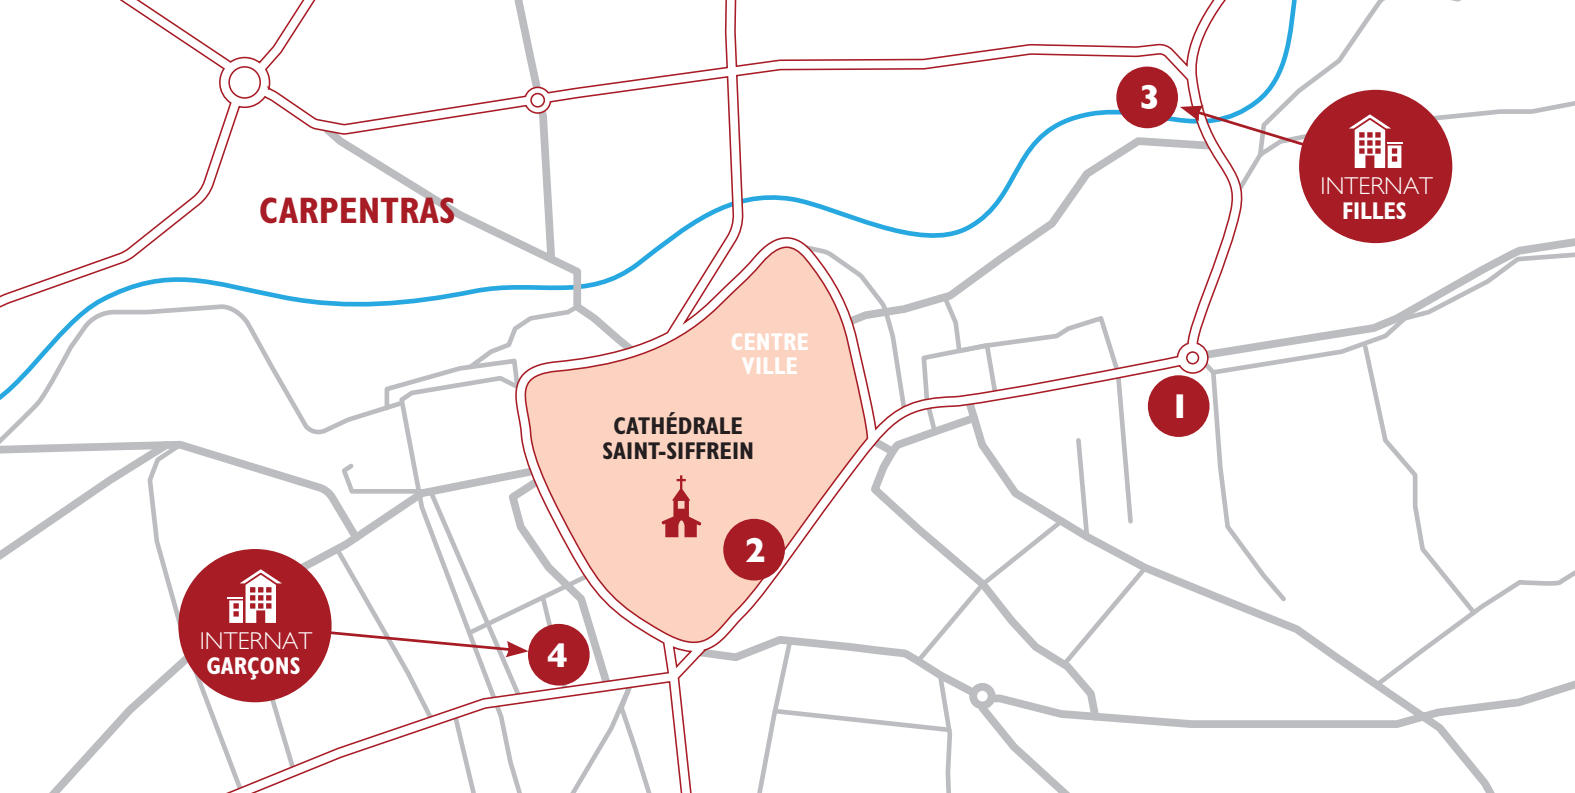 3
INTERNAT
FILLES
CARPENTRAS
CENTRE
VILLE
1
CATHÉDRALE
SAINT-SIFFREIN
2
INTERNAT
GARÇONS
4